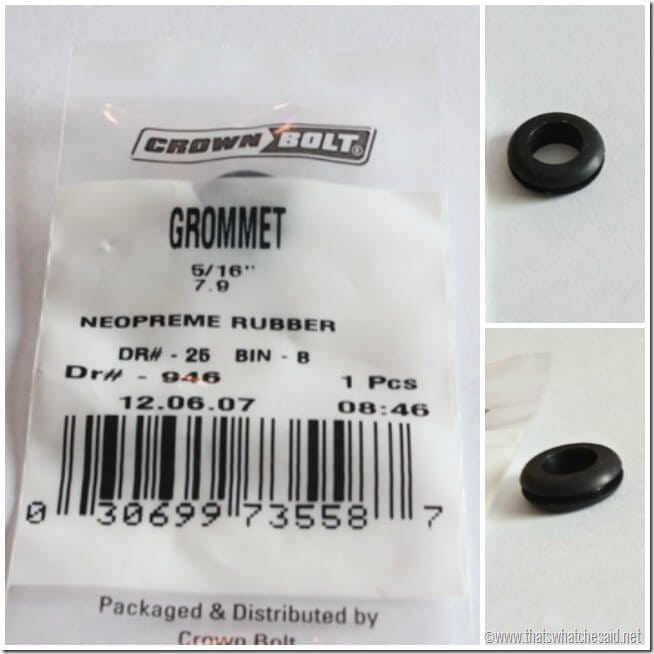 CROWN BOLT®
GROMMET
5/16"
7.9
NEOPREME RUBBER
DR# - 25 BIN - B
Dr# - 946 1 Pcs
12.06.07 08:46
0 30699 73558 7
Packaged & Distributed by
Crown Bolt
©www.thatswhatchesaid.net